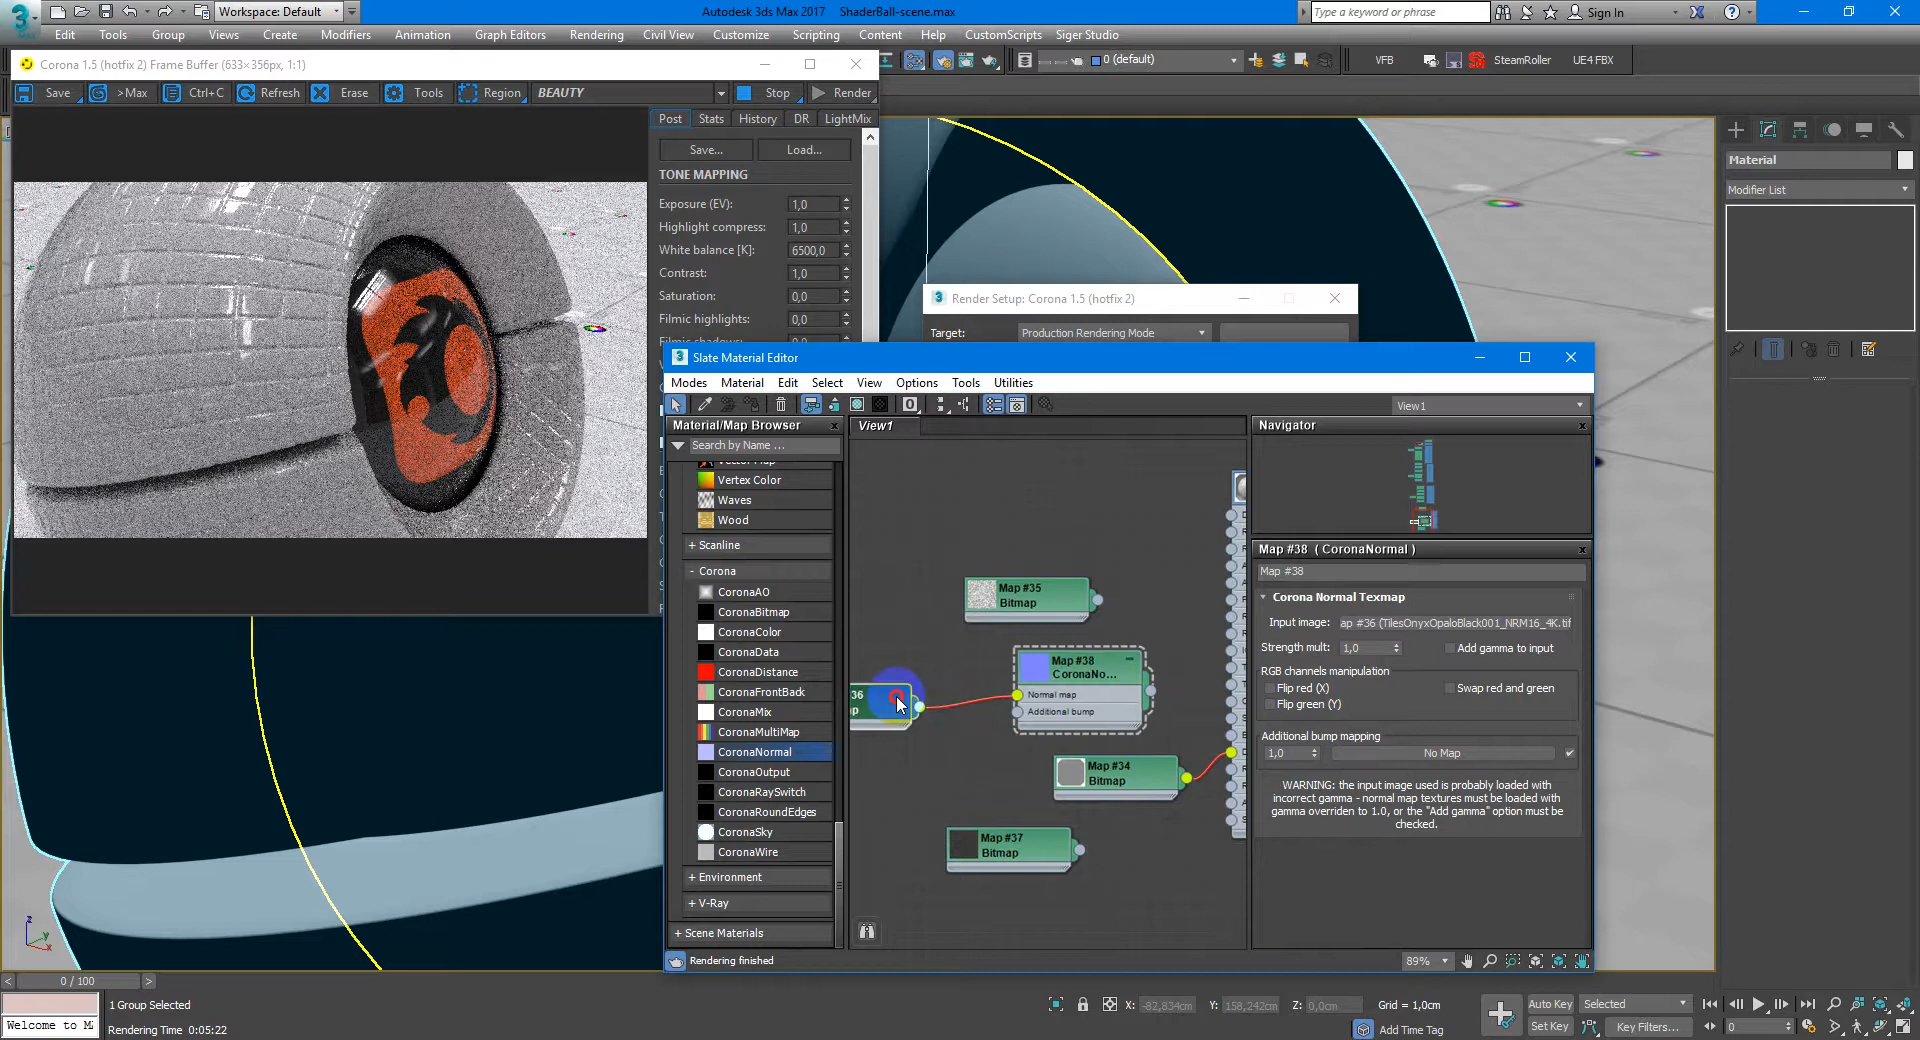 Workspace: Default
Autodesk 3ds Max 2017 ShaderBall-scene.max
Type a keyword or phrase
Sign In
Edit Tools Group Views Create Modifiers Animation Graph Editors Rendering Civil View Customize Scripting Content Help CustomScripts Siger Studio
0 (default)
VFB
SteamRoller
UE4 FBX
Corona 1.5 (hotfix 2) Frame Buffer (633×356px, 1:1)
Save >Max Ctrl+C Refresh Erase Tools Region BEAUTY Stop Render
Post Stats History DR LightMix
Save... Load...
TONE MAPPING
Exposure (EV): 1,0
Highlight compress: 1,0
White balance [K]: 6500,0
Contrast: 1,0
Saturation: 0,0
Filmic highlights: 0,0
Material
Modifier List
Render Setup: Corona 1.5 (hotfix 2)
Target: Production Rendering Mode
Slate Material Editor
Modes Material Edit Select View Options Tools Utilities
View1
Material/Map Browser
Search by Name ...
Vector Map
Vertex Color
Waves
Wood
+ Scanline
- Corona
CoronaAO
CoronaBitmap
CoronaColor
CoronaData
CoronaDistance
CoronaFrontBack
CoronaMix
CoronaMultiMap
CoronaNormal
CoronaOutput
CoronaRaySwitch
CoronaRoundEdges
CoronaSky
CoronaWire
+ Environment
+ V-Ray
+ Scene Materials
Rendering finished
View1
Map #35
Bitmap
Map #38
CoronaNo...
Normal map
Additional bump
36
Map #34
Bitmap
Map #37
Bitmap
Navigator
Map #38 ( CoronaNormal )
Map #38
Corona Normal Texmap
Input image: ap #36 (TilesOnyxOpaloBlack001_NRM16_4K.tif
Strength mult: 1,0 Add gamma to input
RGB channels manipulation
Flip red (X) Swap red and green
Flip green (Y)
Additional bump mapping
1,0 No Map
WARNING: the input image used is probably loaded with
incorrect gamma - normal map textures must be loaded with
gamma overriden to 1.0, or the "Add gamma" option must be
checked.
89%
0 / 100
1 Group Selected
Welcome to M
Rendering Time 0:05:22
X: -82,834cm Y: 158,242cm Z: 0,0cm Grid = 1,0cm
Add Time Tag
Auto Key Selected
Set Key Key Filters...
0